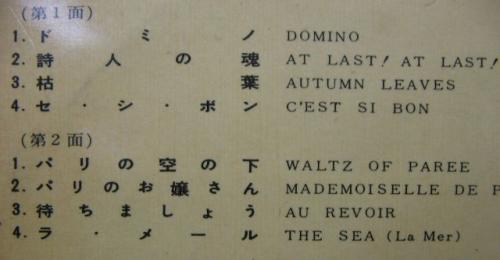 (第1面)
1. ドミノ DOMINO
2. 詩人の魂 AT LAST! AT LAST!
3. 枯葉 AUTUMN LEAVES
4. セ・シ・ボン C'EST SI BON
(第2面)
1. パリの空の下 WALTZ OF PAREE
2. パリのお嬢さん MADEMOISELLE DE
3. 待ちましょう AU REVOIR
4. ラ・メール THE SEA (La Mer)